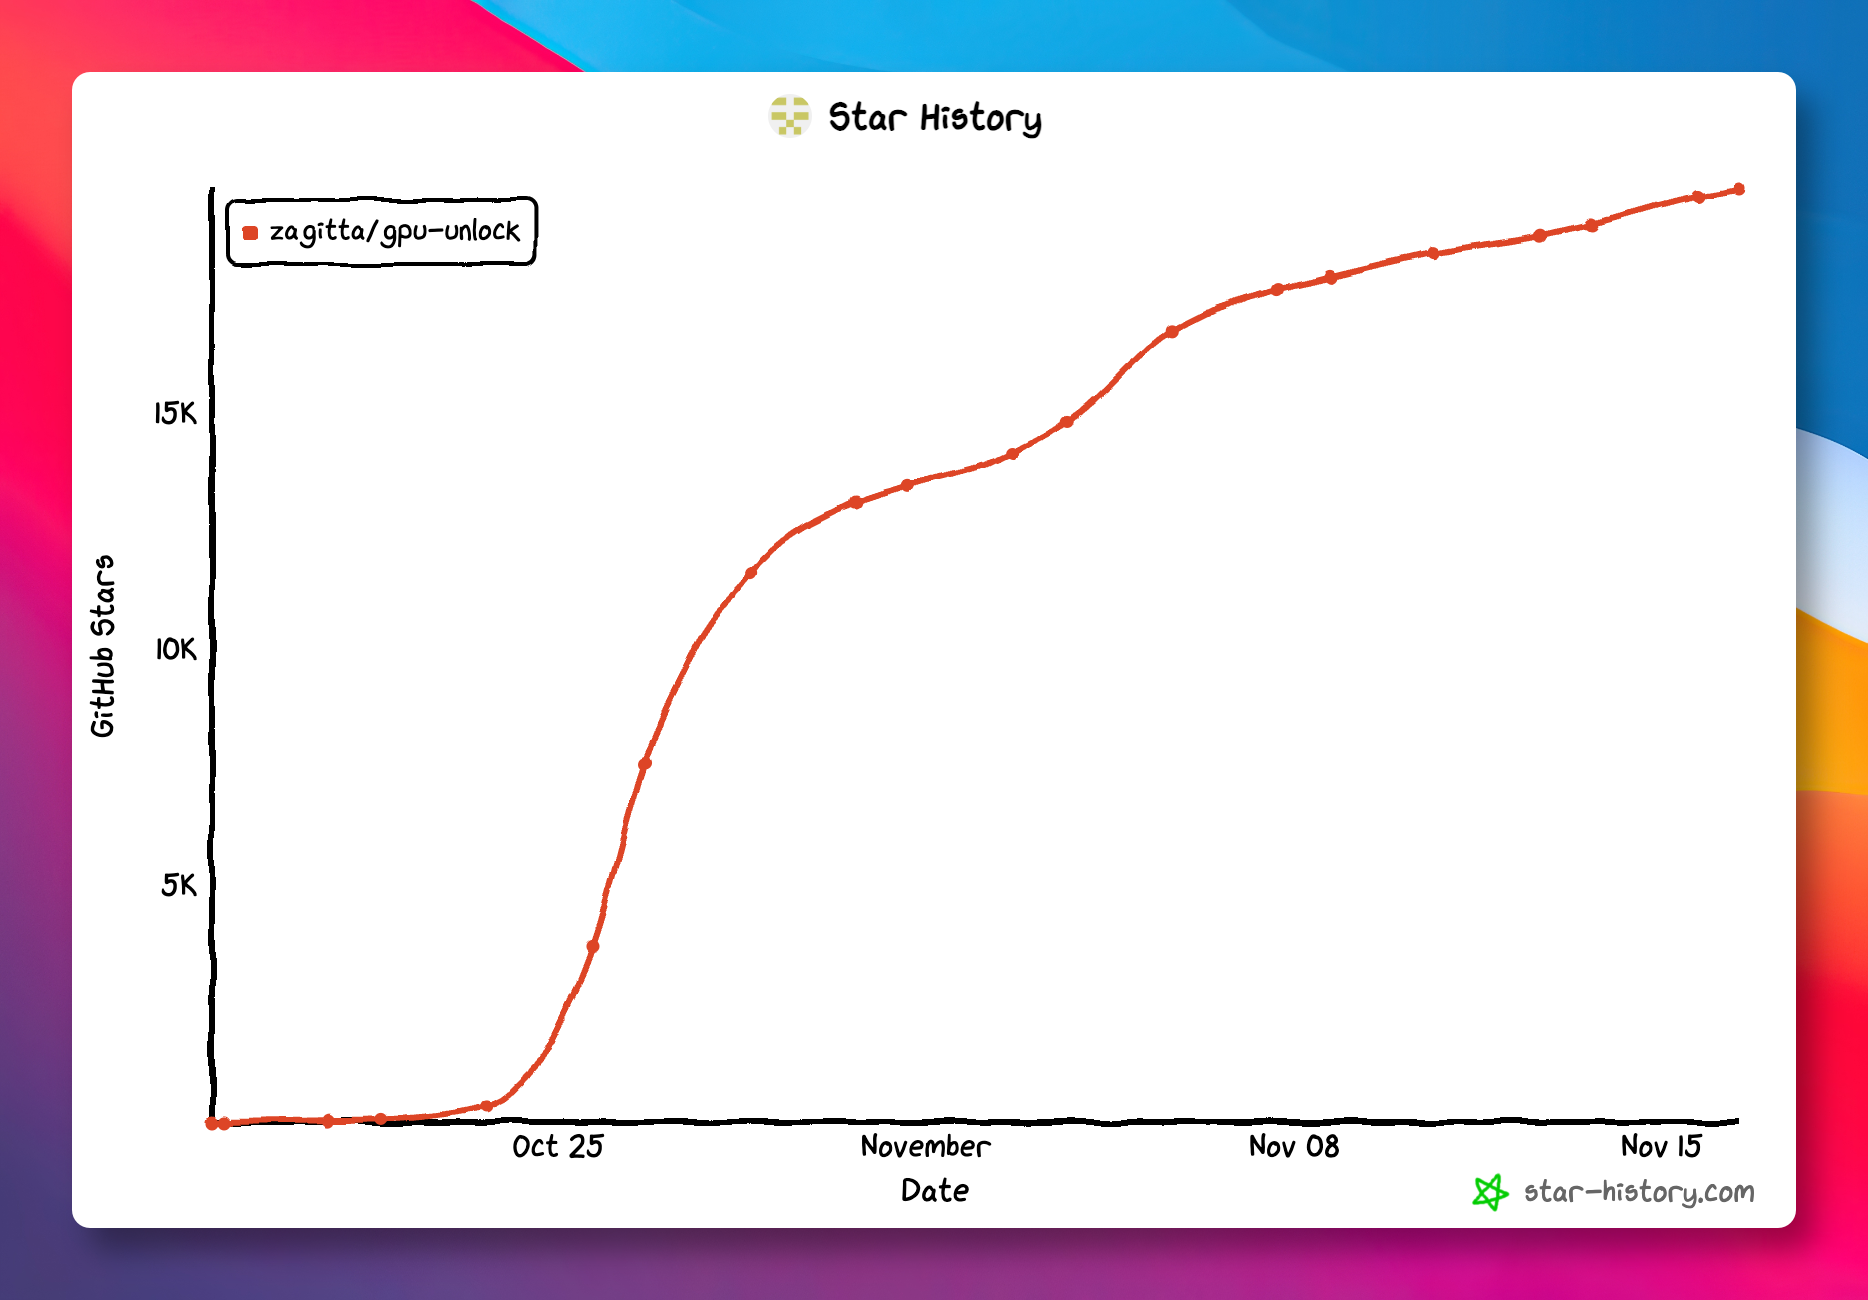 Star History
zagitta/gpu-unlock
15K
10K
5K
GitHub Stars
Oct 25
November
Nov 08
Nov 15
Date
star-history.com